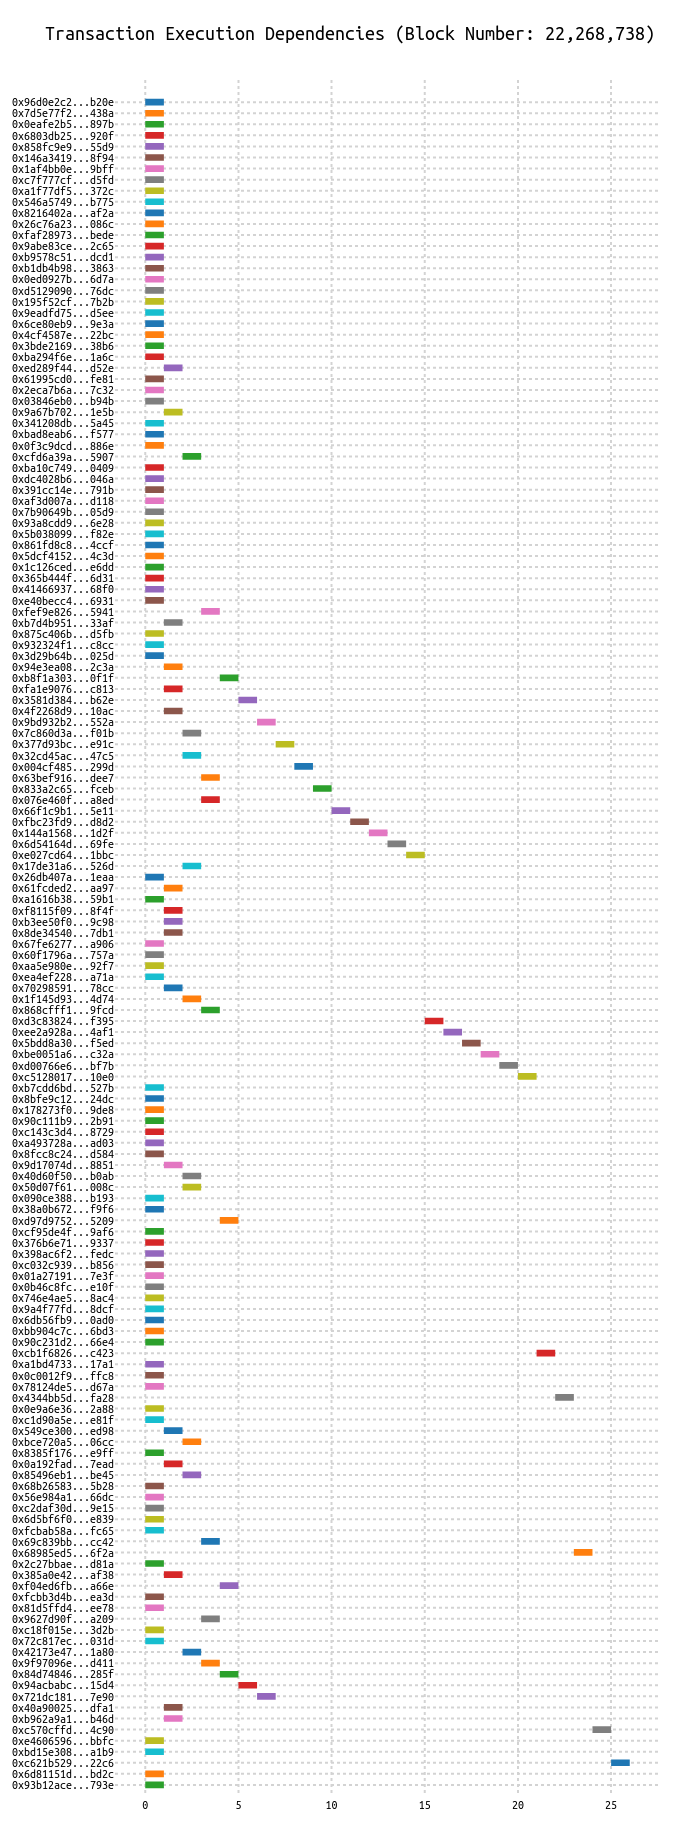 Transaction Execution Dependencies (Block Number: 22,268,738)
0x96d0e2c2...b20e
0x7d5e77f2...438a
0x0eafe2b5...897b
0x6803db25...920f
0x858fc9e9...55d9
0x146a3419...8f94
0x1af4bb0e...9bff
0xc7f777cf...d5fd
0xa1f77df5...372c
0x546a5749...b775
0x8216402a...af2a
0x26c76a23...086c
0xfaf28973...bede
0x9abe83ce...2c65
0xb9578c51...dcd1
0xb1db4b98...3863
0x0ed0927b...6d7a
0xd5129090...76dc
0x195f52cf...7b2b
0x9eadfd75...d5ee
0x6ce80eb9...9e3a
0x4cf4587e...22bc
0x3bde2169...38b6
0xba294f6e...1a6c
0xed289f44...d52e
0x61995cd0...fe81
0x2eca7b6a...7c32
0x03846eb0...b94b
0x9a67b702...1e5b
0x341208db...5a45
0xbad8eab6...f577
0x0f3c9dcd...886e
0xcfd6a39a...5907
0xba10c749...0409
0xdc4028b6...046a
0x391cc14e...791b
0xaf3d007a...d118
0x7b90649b...05d9
0x93a8cdd9...6e28
0x5b038099...f82e
0x861fd8c8...4ccf
0x5dcf4152...4c3d
0x1c126ced...e6dd
0x365b444f...6d31
0x41466937...68f0
0xe40becc4...6931
0xfef9e826...5941
0xb7d4b951...33af
0x875c406b...d5fb
0x932324f1...c8cc
0x3d29b64b...025d
0x94e3ea08...2c3a
0xb8f1a303...0f1f
0xfa1e9076...c813
0x3581d384...b62e
0x4f2268d9...10ac
0x9bd932b2...552a
0x7c860d3a...f01b
0x377d93bc...e91c
0x32cd45ac...47c5
0x004cf485...299d
0x63bef916...dee7
0x833a2c65...fceb
0x076e460f...a8ed
0x66f1c9b1...5e11
0xfbc23fd9...d8d2
0x144a1568...1d2f
0x6d54164d...69fe
0xe027cd64...1bbc
0x17de31a6...526d
0x26db407a...1eaa
0x61fcded2...aa97
0xa1616b38...59b1
0xf8115f09...8f4f
0xb3ee50f0...9c98
0x8de34540...7db1
0x67fe6277...a906
0x60f1796a...757a
0xaa5e980e...92f7
0xea4ef228...a71a
0x70298591...78cc
0x1f145d93...4d74
0x868cfff1...9fcd
0xd3c83824...f395
0xee2a928a...4af1
0x5bdd8a30...f5ed
0xbe0051a6...c32a
0xd00766e6...bf7b
0xc5128017...10e0
0xb7cdd6bd...527b
0x8bfe9c12...24dc
0x178273f0...9de8
0x90c111b9...2b91
0xc143c3d4...8729
0xa493728a...ad03
0x8fcc8c24...d584
0x9d17074d...8851
0x40d60f50...b0ab
0x50d07f61...008c
0x090ce388...b193
0x38a0b672...f9f6
0xd97d9752...5209
0xcf95de4f...9af6
0x376b6e71...9337
0x398ac6f2...fedc
0xc032c939...b856
0x01a27191...7e3f
0x0b46c8fc...e10f
0x746e4ae5...8ac4
0x9a4f77fd...8dcf
0x6db56fb9...0ad0
0xbb904c7c...6bd3
0x90c231d2...66e4
0xcb1f6826...c423
0xa1bd4733...17a1
0x0c0012f9...ffc8
0x78124de5...d67a
0x4344bb5d...fa28
0x0e9a6e36...2a88
0xc1d90a5e...e81f
0x549ce300...ed98
0xbce720a5...06cc
0x8385f176...e9ff
0x0a192fad...7ead
0x85496eb1...be45
0x68b26583...5b28
0x56e984a1...66dc
0xc2daf30d...9e15
0x6d5bf6f0...e839
0xfcbab58a...fc65
0x69c839bb...cc42
0x68985ed5...6f2a
0x2c27bbae...d81a
0x385a0e42...af38
0xf04ed6fb...a66e
0xfcbb3d4b...ea3d
0x81d5ffd4...ee78
0x9627d90f...a209
0xc18f015e...3d2b
0x72c817ec...031d
0x42173e47...1a80
0x9f97096e...d411
0x84d74846...285f
0x94acbabc...15d4
0x721dc181...7e90
0x40a90025...dfa1
0xb962a9a1...b46d
0xc570cffd...4c90
0xe4606596...bbfc
0xbd15e308...a1b9
0xc621b529...22c6
0x6d81151d...bd2c
0x93b12ace...793e
0 5 10 15 20 25